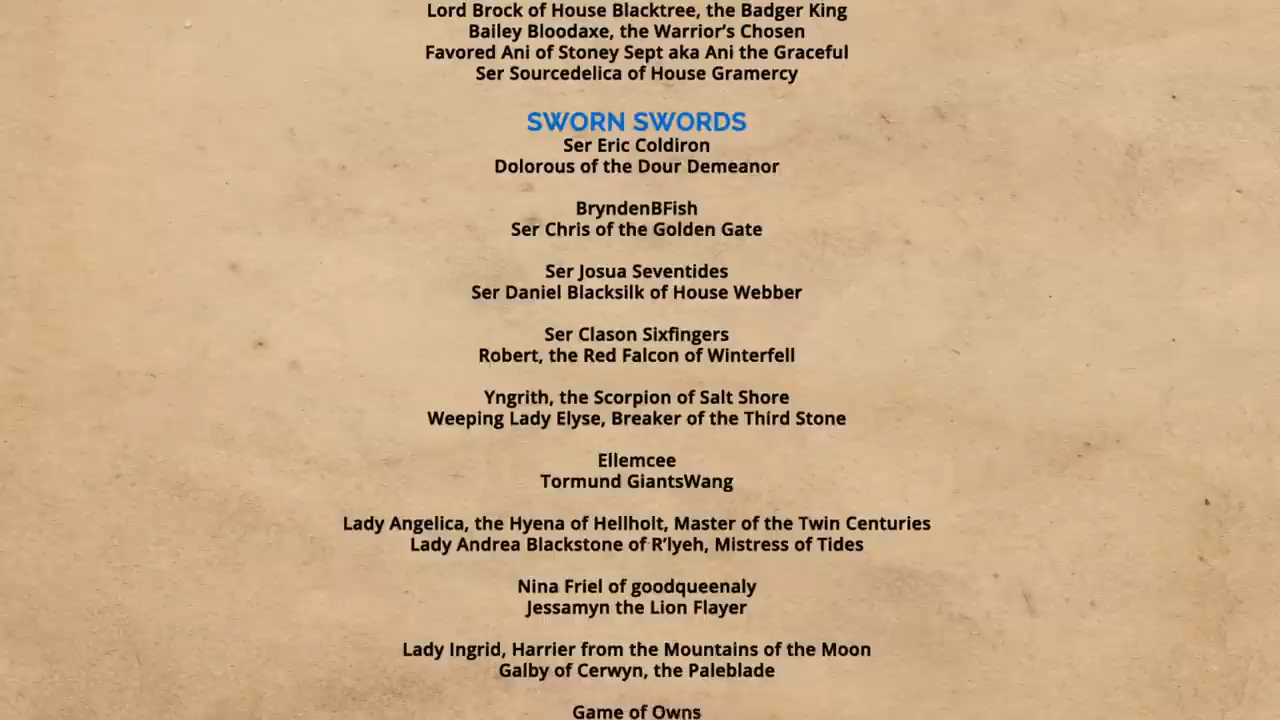 Lord Brock of House Blacktree, the Badger King
Bailey Bloodaxe, the Warrior's Chosen
Favored Ani of Stoney Sept aka Ani the Graceful
Ser Sourcedelica of House Gramercy
SWORN SWORDS
Ser Eric Coldiron
Dolorous of the Dour Demeanor
BryndenBFish
Ser Chris of the Golden Gate
Ser Josua Seventides
Ser Daniel Blacksilk of House Webber
Ser Clason Sixfingers
Robert, the Red Falcon of Winterfell
Yngrith, the Scorpion of Salt Shore
Weeping Lady Elyse, Breaker of the Third Stone
Ellemcee
Tormund GiantsWang
Lady Angelica, the Hyena of Hellholt, Master of the Twin Centuries
Lady Andrea Blackstone of R'lyeh, Mistress of Tides
Nina Friel of goodqueenaly
Jessamyn the Lion Flayer
Lady Ingrid, Harrier from the Mountains of the Moon
Galby of Cerwyn, the Paleblade
Game of Owns